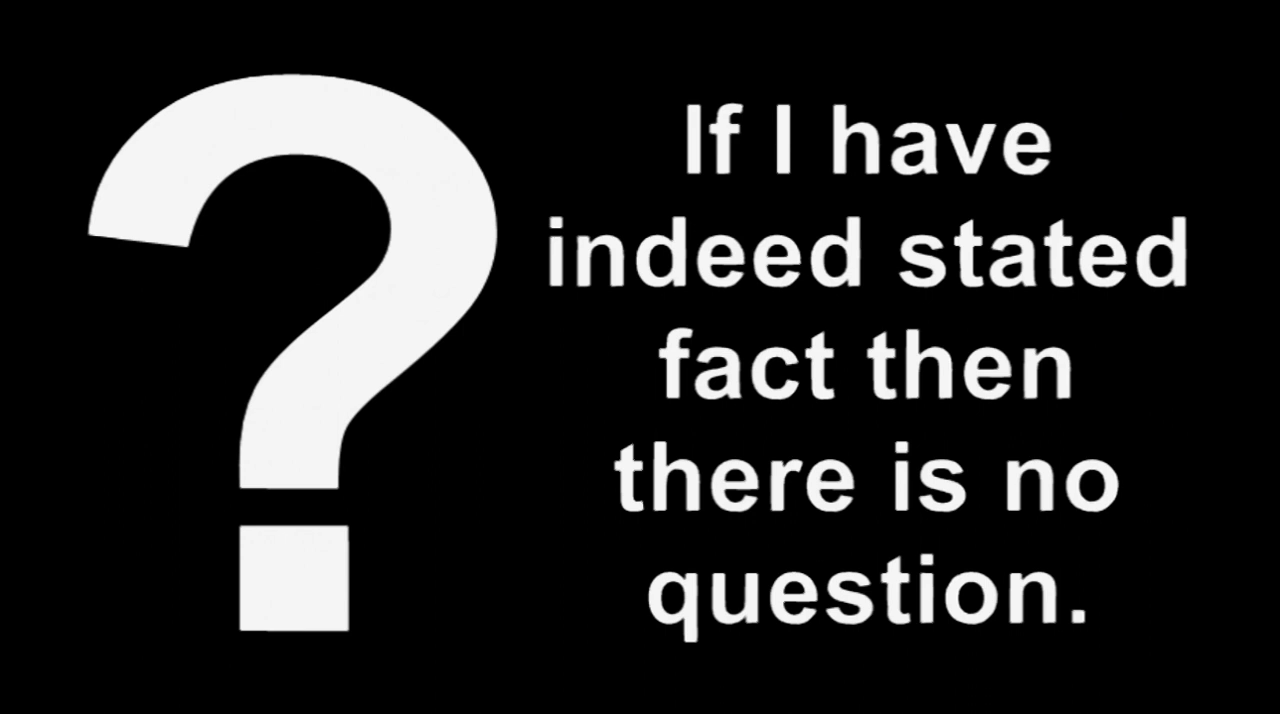 ?
If I have
indeed stated
fact then
there is no
question.